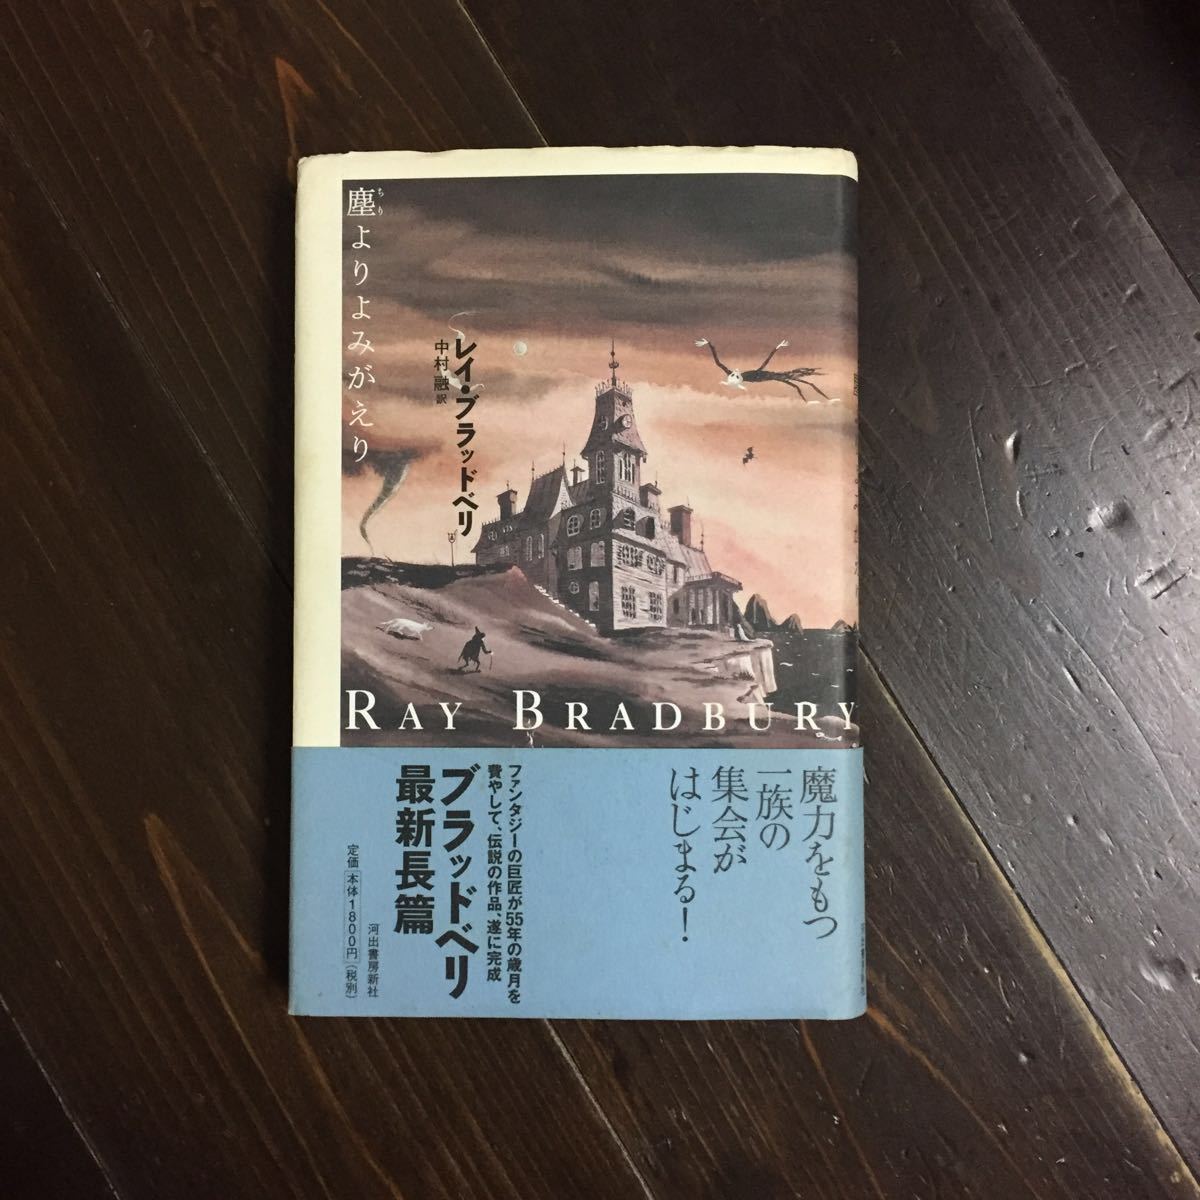 塵よりよみがえり
ちり
レイ・ブラッドベリ
中村融訳
RAY BRADBURY
魔力をもつ
一族の
集会が
はじまる!
ファンタジーの巨匠が55年の歳月を
費やして、伝説の作品、遂に完成
ブラッドベリ
最新長篇
河出書房新社
定価 本体1800円(税別)